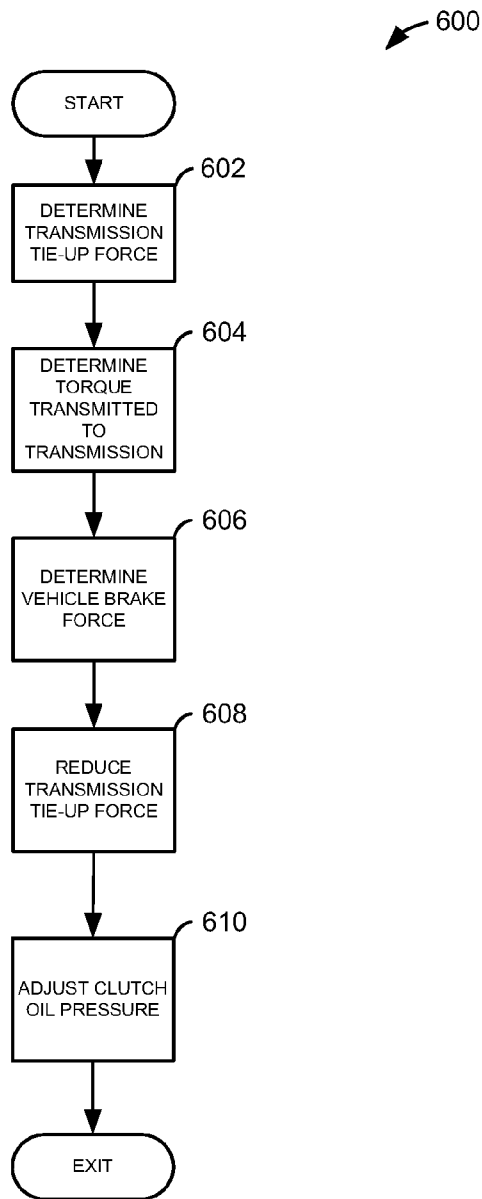 600
START
602
DETERMINE
TRANSMISSION
TIE-UP FORCE
604
DETERMINE
TORQUE
TRANSMITTED
TO
TRANSMISSION
606
DETERMINE
VEHICLE BRAKE
FORCE
608
REDUCE
TRANSMISSION
TIE-UP FORCE
610
ADJUST CLUTCH
OIL PRESSURE
EXIT